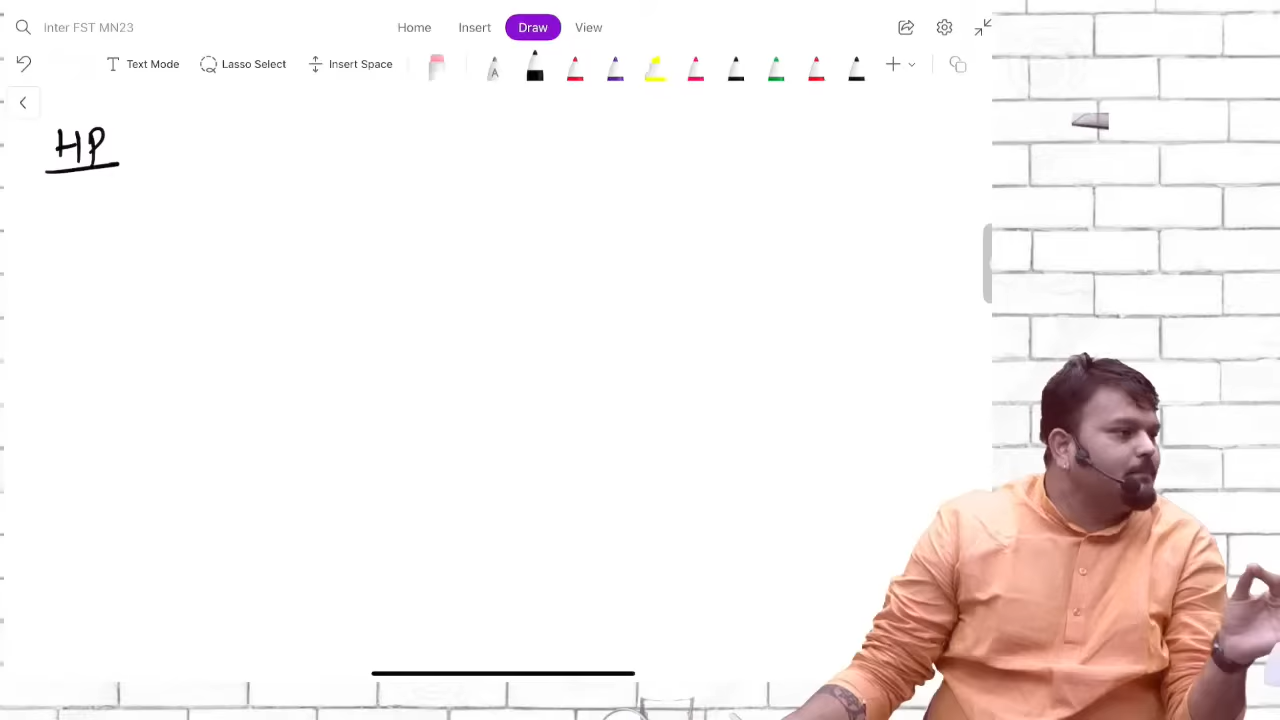 inter FST MN23
Home Insert Draw View
Text Mode Lasso Select Insert Space
A
HP